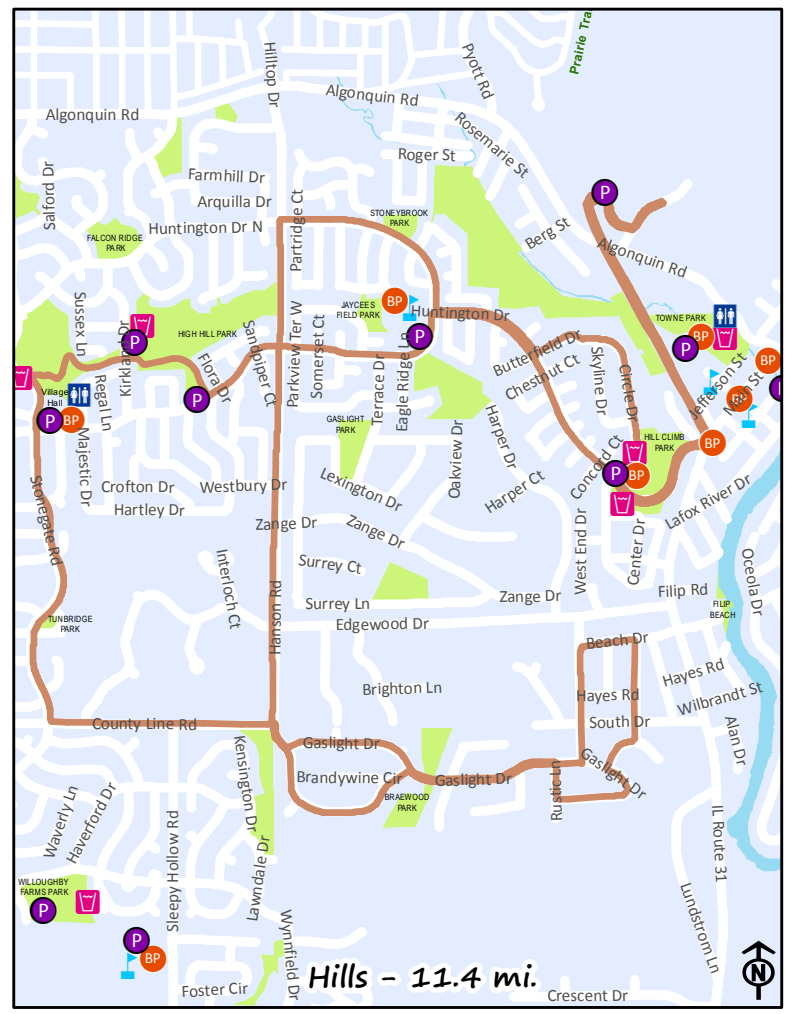 Prairie Tra
Hilltop Dr
Pyott Rd
Algonquin Rd
Algonquin Rd
Rosemarie St
Roger St
Salford Dr
Farmhill Dr
Arquilla Dr
Partridge Ct
P
STONEYBROOK
PARK
Huntington Dr N
Berg St
FALCON RIDGE
PARK
Algonquin Rd
Sussex Ln
Kirkland Dr
HIGH HILL PARK
Sandpiper Ct
Parkview Ter W
Somerset Ct
JAYCEES
FIELD PARK
BP
Huntington Dr
TOWNE PARK
BP
P
P
P
Butterfield Dr
Chestnut Ct
Skyline Dr
Circle Dr
Jefferson St
Main St
BP
BP
P
Flora Dr
P
Regal Ln
Village
Hall
P
BP
Majestic Dr
Terrace Dr
Eagle Ridge Ln
GASLIGHT
PARK
Oakview Dr
Harper Dr
Harper Ct
HILL CLIMB
PARK
BP
Concord Ct
P
BP
Stonegate Rd
Crofton Dr
Westbury Dr
Hartley Dr
Lexington Dr
Zange Dr
Zange Dr
West End Dr
Center Dr
Lafox River Dr
Oceola Dr
Interloch Ct
Hanson Rd
Surrey Ct
Surrey Ln
Zange Dr
Filip Rd
FILIP
BEACH
TUNBRIDGE
PARK
Edgewood Dr
Beach Dr
Hayes Rd
Brighton Ln
Hayes Rd
Wilbrandt St
County Line Rd
South Dr
Alan Dr
Kensington Dr
Gaslight Dr
Brandywine Cir
Gaslight Dr
Gaslight Dr
Ruslion Ln
BRAEWOOD
PARK
Waverly Ln
Haverford Dr
Sleepy Hollow Rd
Lawndale Dr
IL Route 31
WILLOUGHBY
FARMS PARK
P
P
BP
Lundstrom Ln
Wynnfield Dr
Foster Cir
Hills - 11.4 mi.
Crescent Dr
N